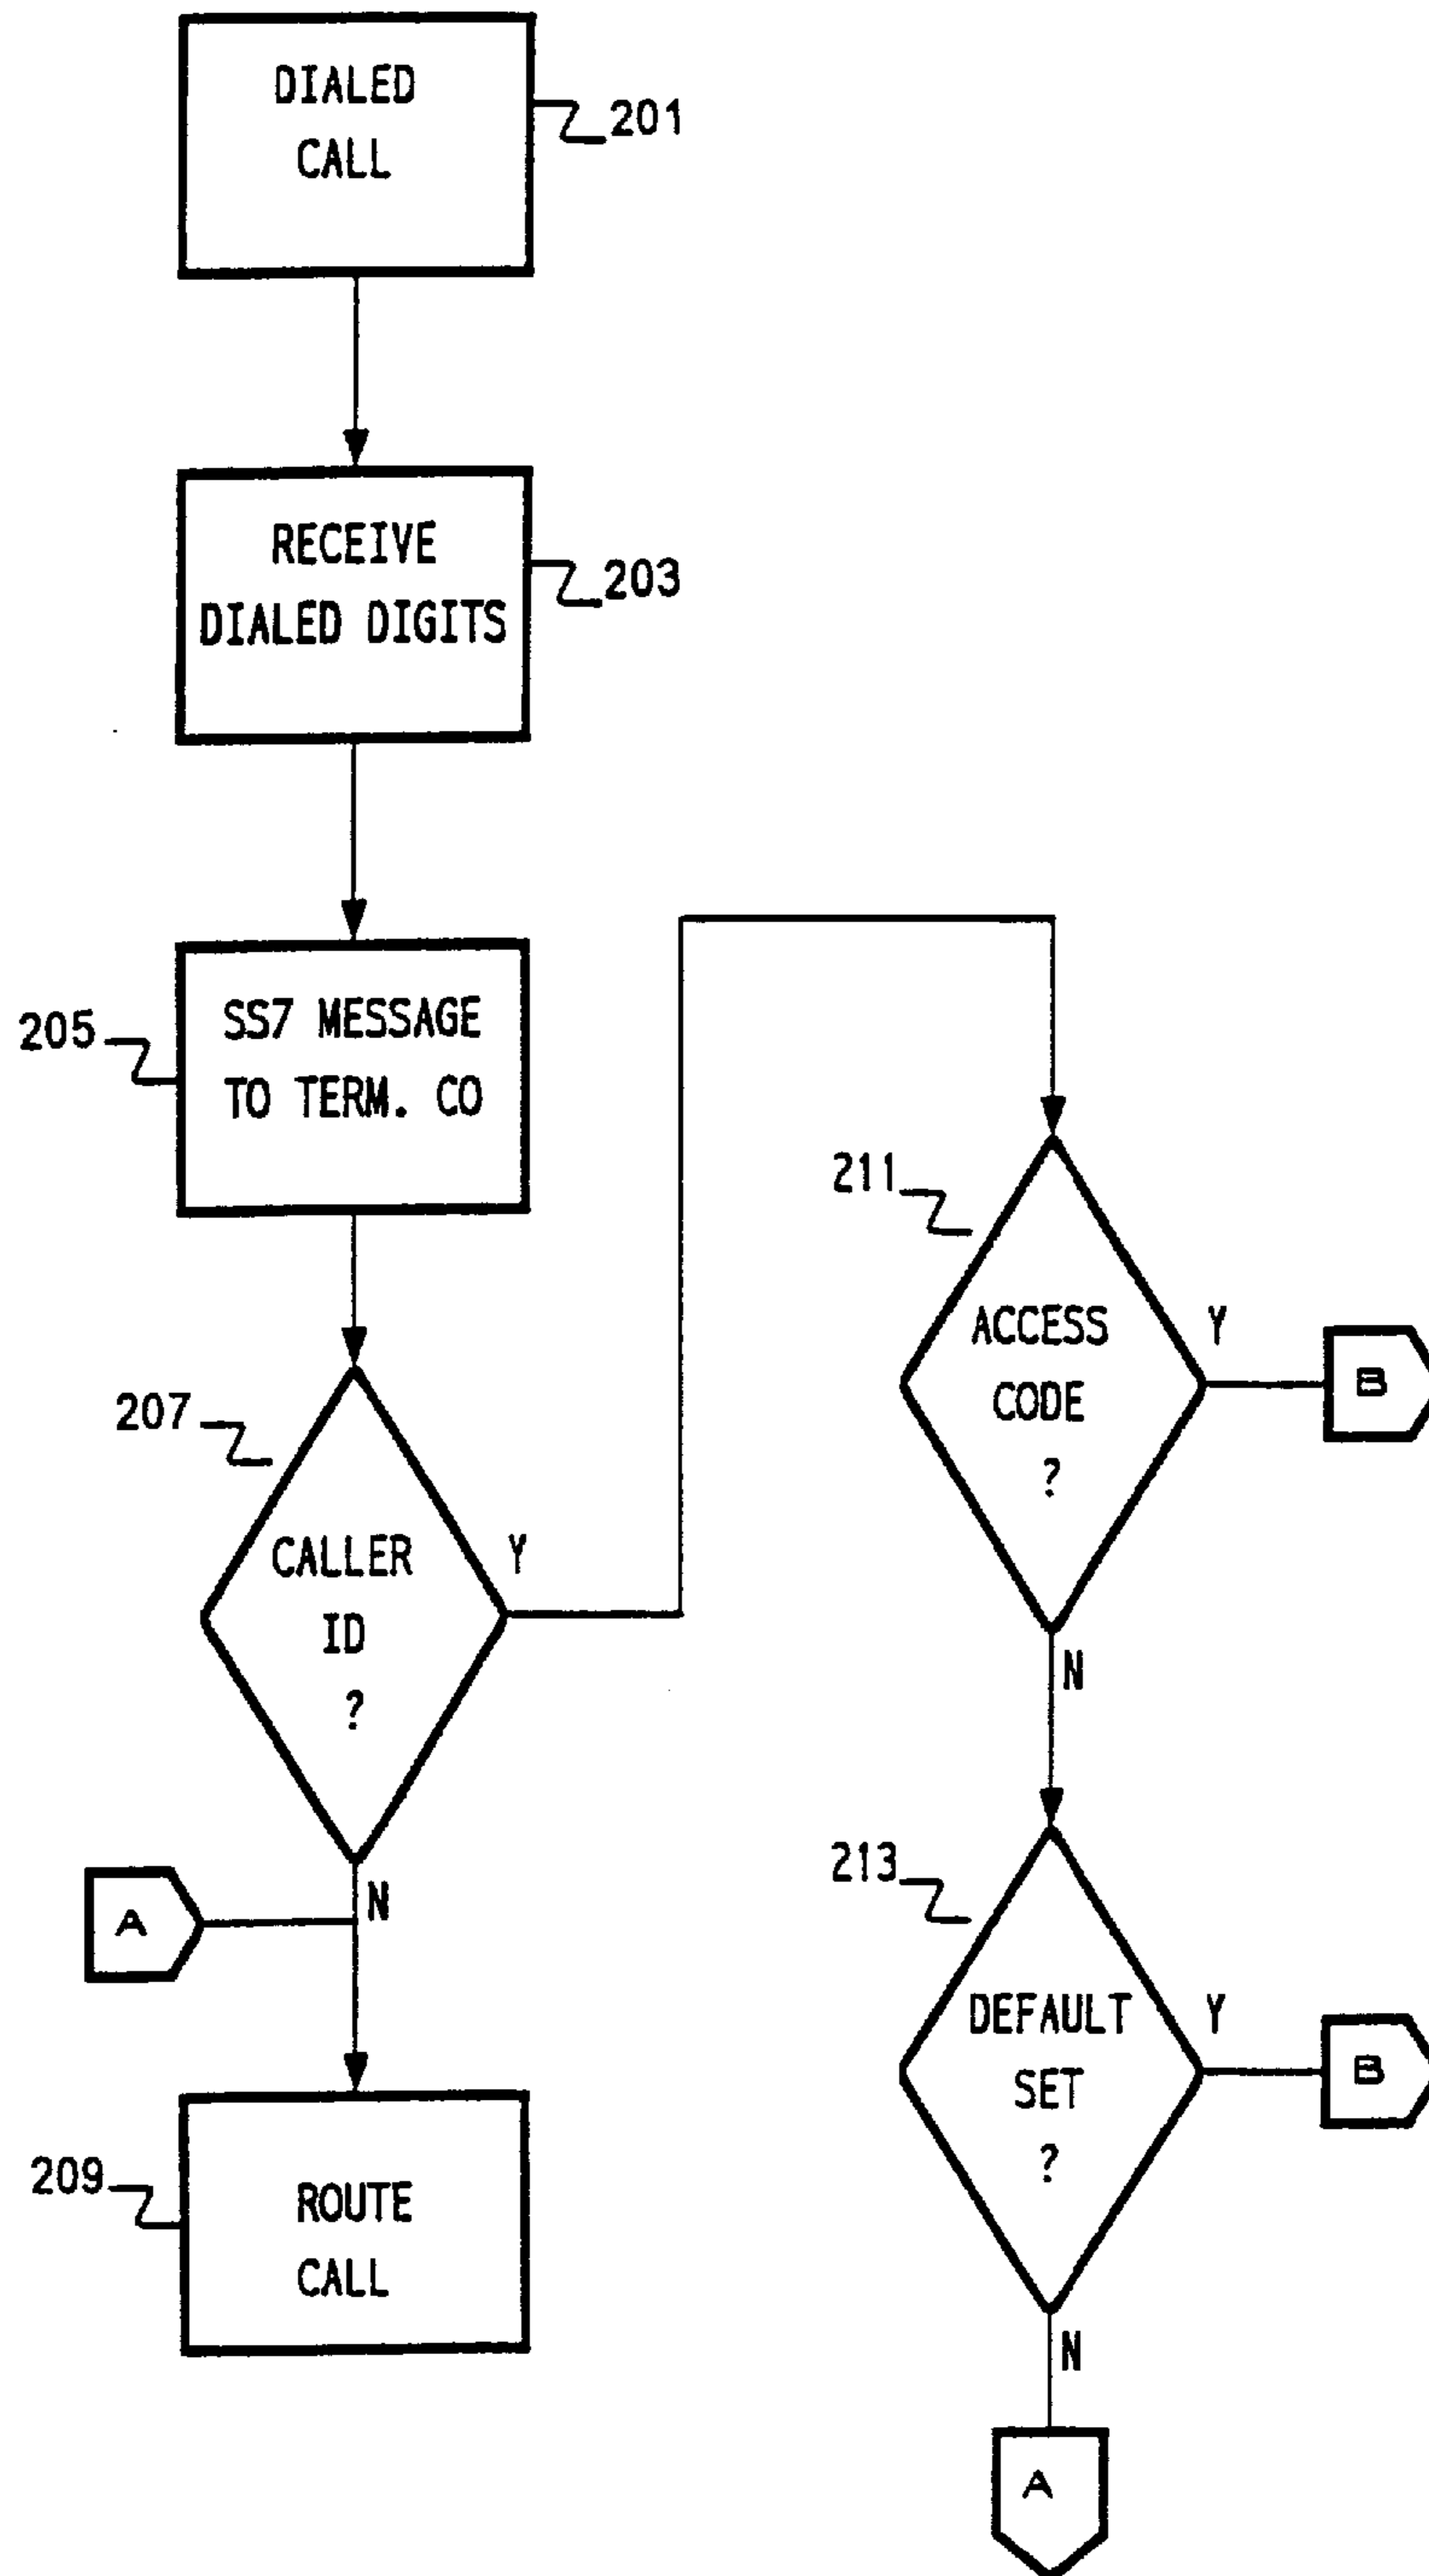 DIALED
CALL
201
RECEIVE
DIALED DIGITS
203
SS7 MESSAGE
TO TERM. CO
205
207
CALLER
ID
?
Y
N
A
209
ROUTE
CALL
211
ACCESS
CODE
?
Y
B
N
213
DEFAULT
SET
?
Y
B
N
A